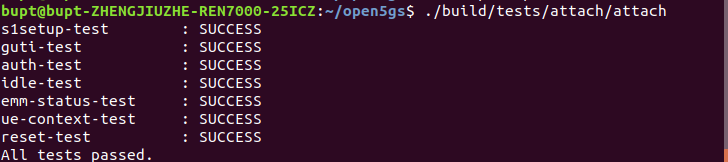 bupt@bupt-ZHENGJIUZHE-REN7000-25ICZ:~/open5gs$ ./build/tests/attach/attach
s1setup-test        : SUCCESS
guti-test           : SUCCESS
auth-test           : SUCCESS
idle-test           : SUCCESS
emm-status-test     : SUCCESS
ue-context-test     : SUCCESS
reset-test          : SUCCESS
All tests passed.